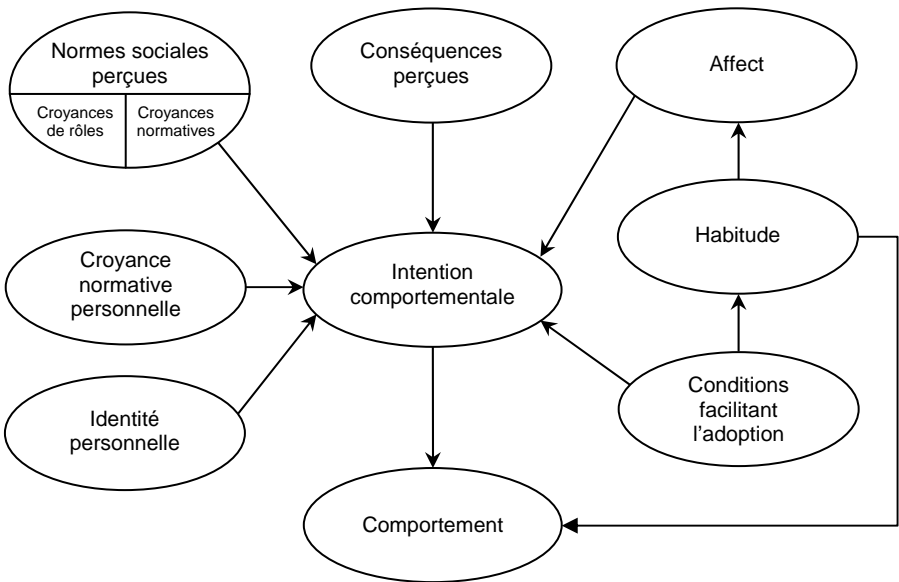 Normes sociales
perçues
Croyances
de rôles
Croyances
normatives
Conséquences
perçues
Affect
Croyance
normative
personnelle
Intention
comportementale
Habitude
Identité
personnelle
Conditions
facilitant
l’adoption
Comportement